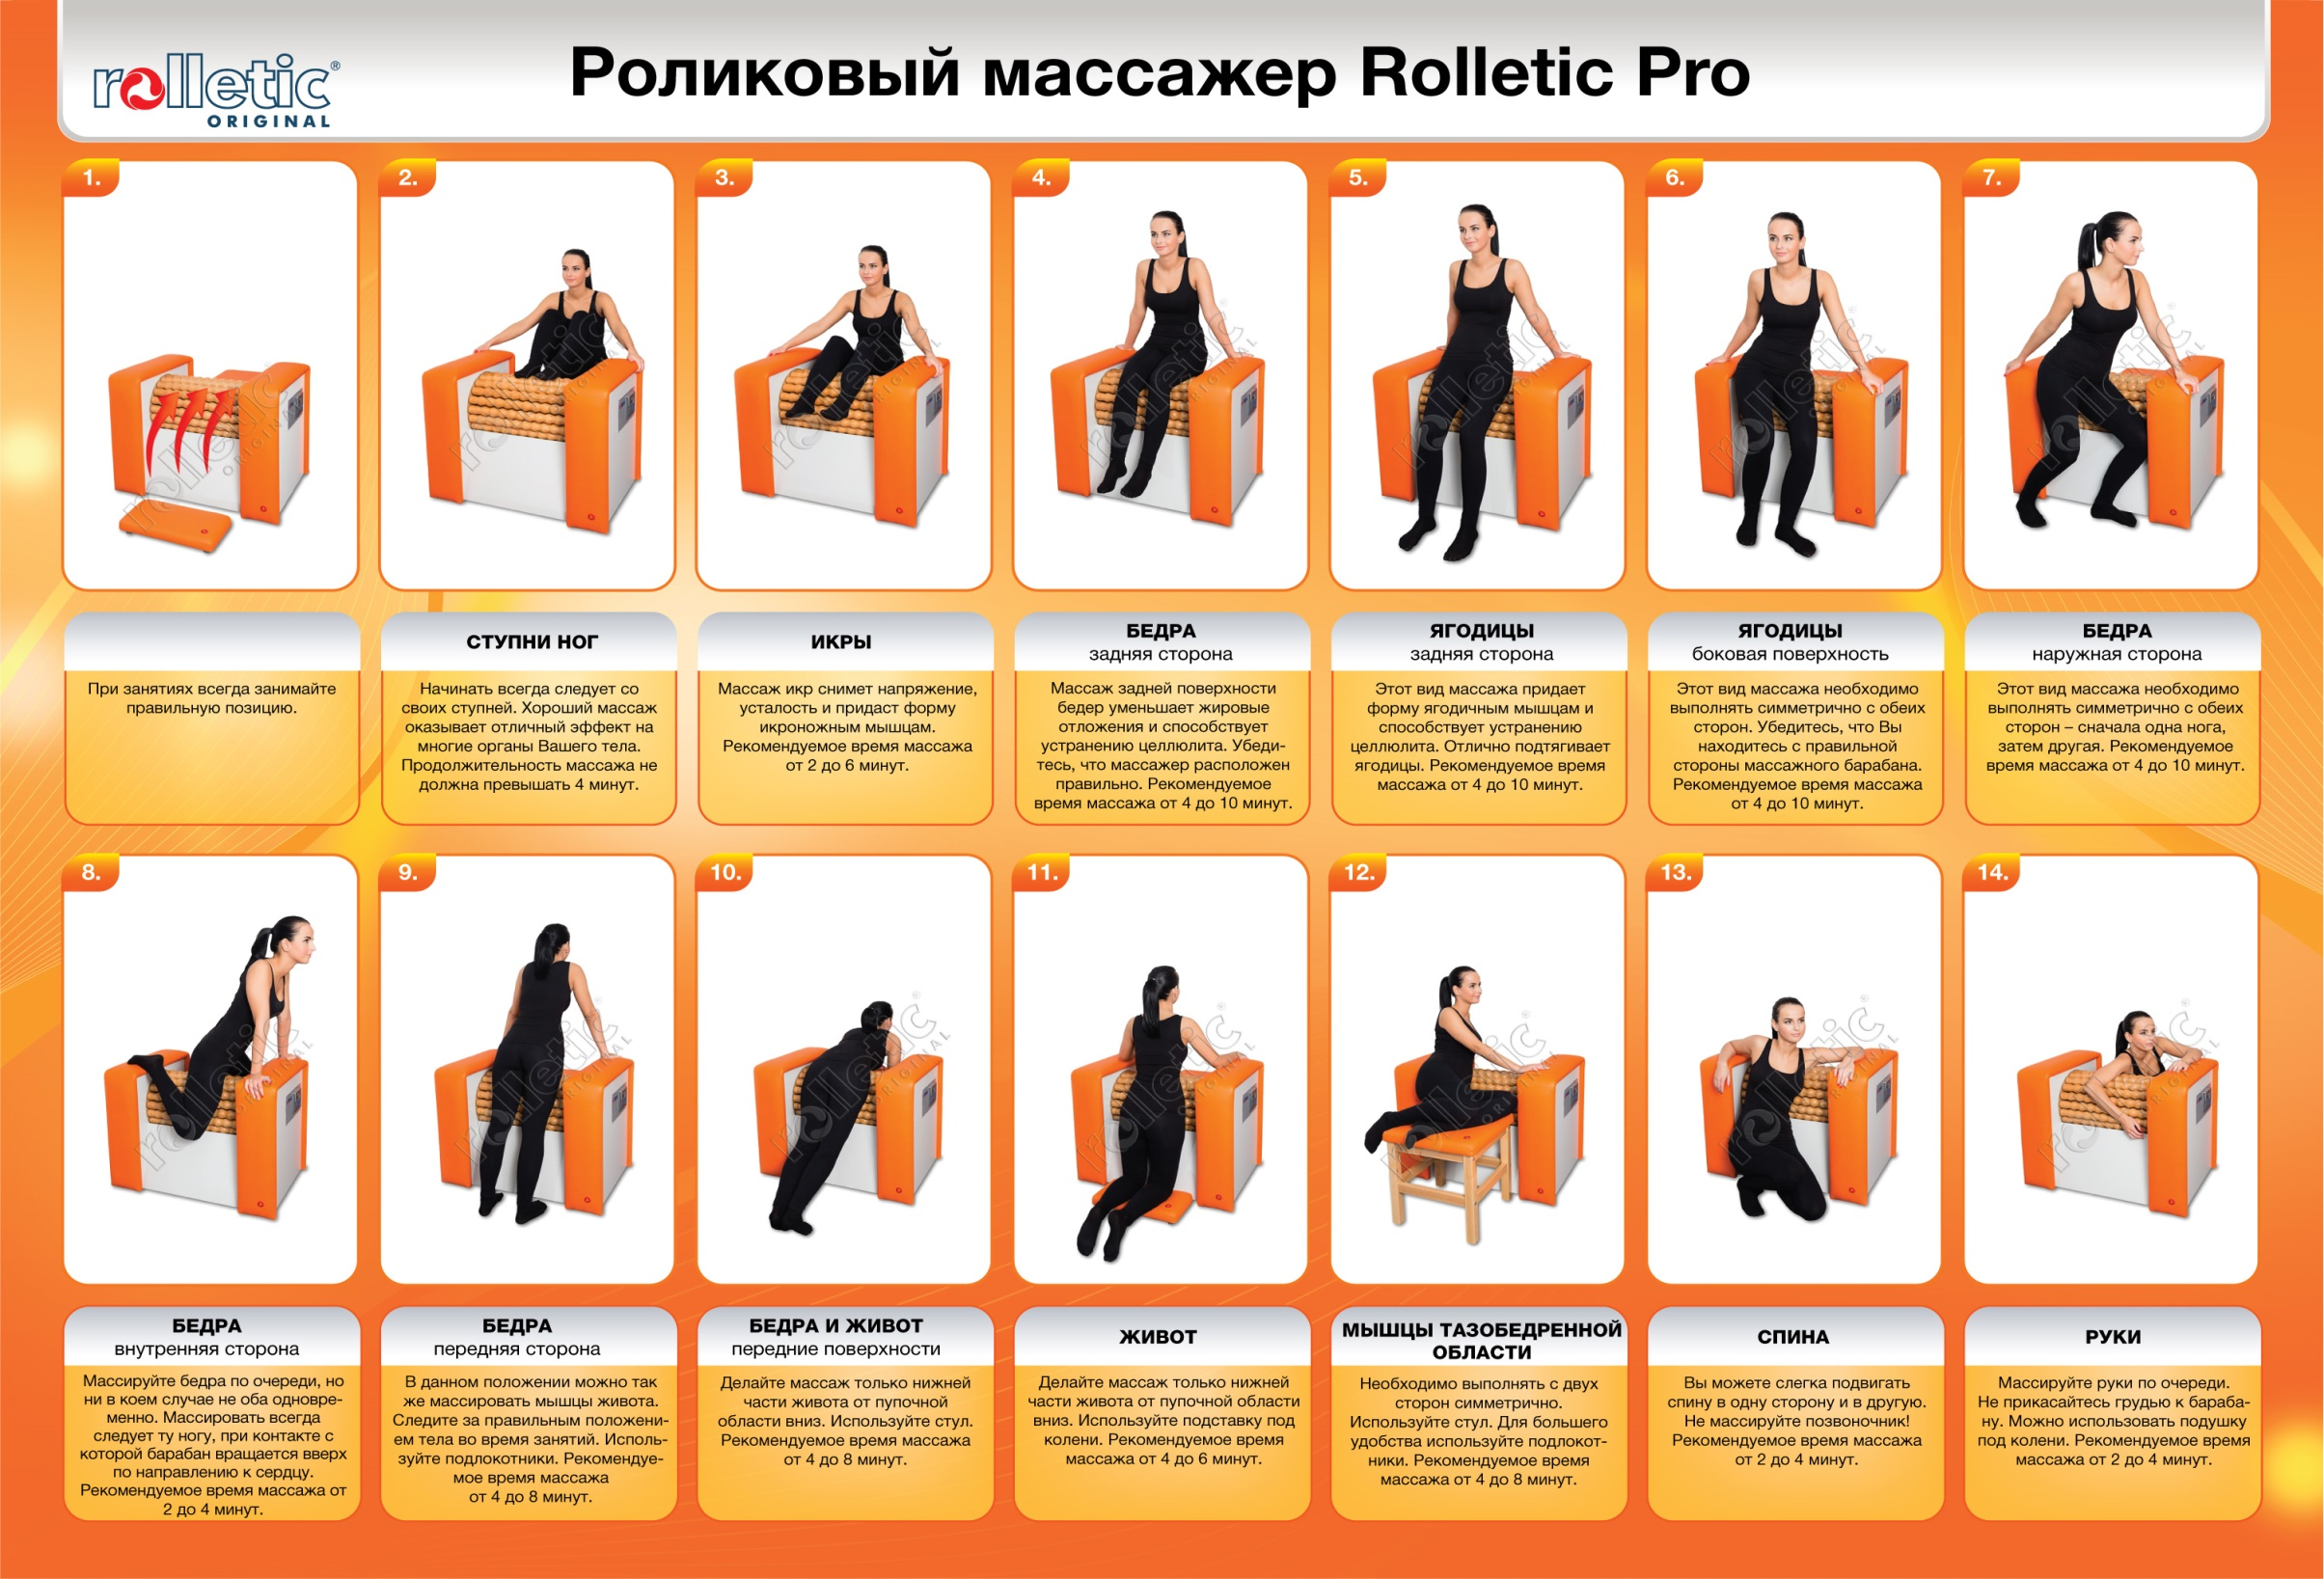 rolletic®
ORIGINAL
Роликовый массажер Rolletic Pro
1.
2.
3.
4.
5.
6.
7.
При занятиях всегда занимайте
правильную позицию.
СТУПНИ НОГ
Начинать всегда следует со
своих ступней. Хороший массаж
оказывает отличный эффект на
многие органы Вашего тела.
Продолжительность массажа не
должна превышать 4 минут.
ИКРЫ
Массаж икр снимет напряжение,
усталость и придаст форму
икроножным мышцам.
Рекомендуемое время массажа
от 2 до 6 минут.
БЕДРА
задняя сторона
Массаж задней поверхности
бедер уменьшает жировые
отложения и способствует
устранению целлюлита. Убеди-
тесь, что массажер расположен
правильно. Рекомендуемое
время массажа от 4 до 10 минут.
ЯГОДИЦЫ
задняя сторона
Этот вид массажа придает
форму ягодичным мышцам и
способствует устранению
целлюлита. Отлично подтягивает
ягодицы. Рекомендуемое время
массажа от 4 до 10 минут.
ЯГОДИЦЫ
боковая поверхность
Этот вид массажа необходимо
выполнять симметрично с обеих
сторон. Убедитесь, что Вы
находитесь с правильной
стороны массажного барабана.
Рекомендуемое время массажа
от 4 до 10 минут.
БЕДРА
наружная сторона
Этот вид массажа необходимо
выполнять симметрично с обеих
сторон – сначала одна нога,
затем другая. Рекомендуемое
время массажа от 4 до 10 минут.
8.
9.
10.
11.
12.
13.
14.
БЕДРА
внутренняя сторона
Массируйте бедра по очереди, но
ни в коем случае не оба одновре-
менно. Массировать всегда
следует ту ногу, при контакте с
которой барабан вращается вверх
по направлению к сердцу.
Рекомендуемое время массажа от
2 до 4 минут.
БЕДРА
передняя сторона
В данном положении можно так
же массировать мышцы живота.
Следите за правильным положени-
ем тела во время занятий. Исполь-
зуйте подлокотники. Рекомендуе-
мое время массажа
от 4 до 8 минут.
БЕДРА И ЖИВОТ
передние поверхности
Делайте массаж только нижней
части живота от пупочной
области вниз. Используйте стул.
Рекомендуемое время массажа
от 4 до 8 минут.
ЖИВОТ
Делайте массаж только нижней
части живота от пупочной области
вниз. Используйте подставку под
колени. Рекомендуемое время
массажа от 4 до 6 минут.
МЫШЦЫ ТАЗОБЕДРЕННОЙ
ОБЛАСТИ
Необходимо выполнять с двух
сторон симметрично.
Используйте стул. Для большего
удобства используйте подлокот-
ники. Рекомендуемое время
массажа от 4 до 8 минут.
СПИНА
Вы можете слегка подвигать
спину в одну сторону и в другую.
Не массируйте позвоночник!
Рекомендуемое время массажа
от 2 до 4 минут.
РУКИ
Массируйте руки по очереди.
Не прикасайтесь грудью к бараба-
ну. Можно использовать подушку
под колени. Рекомендуемое время
массажа от 2 до 4 минут.